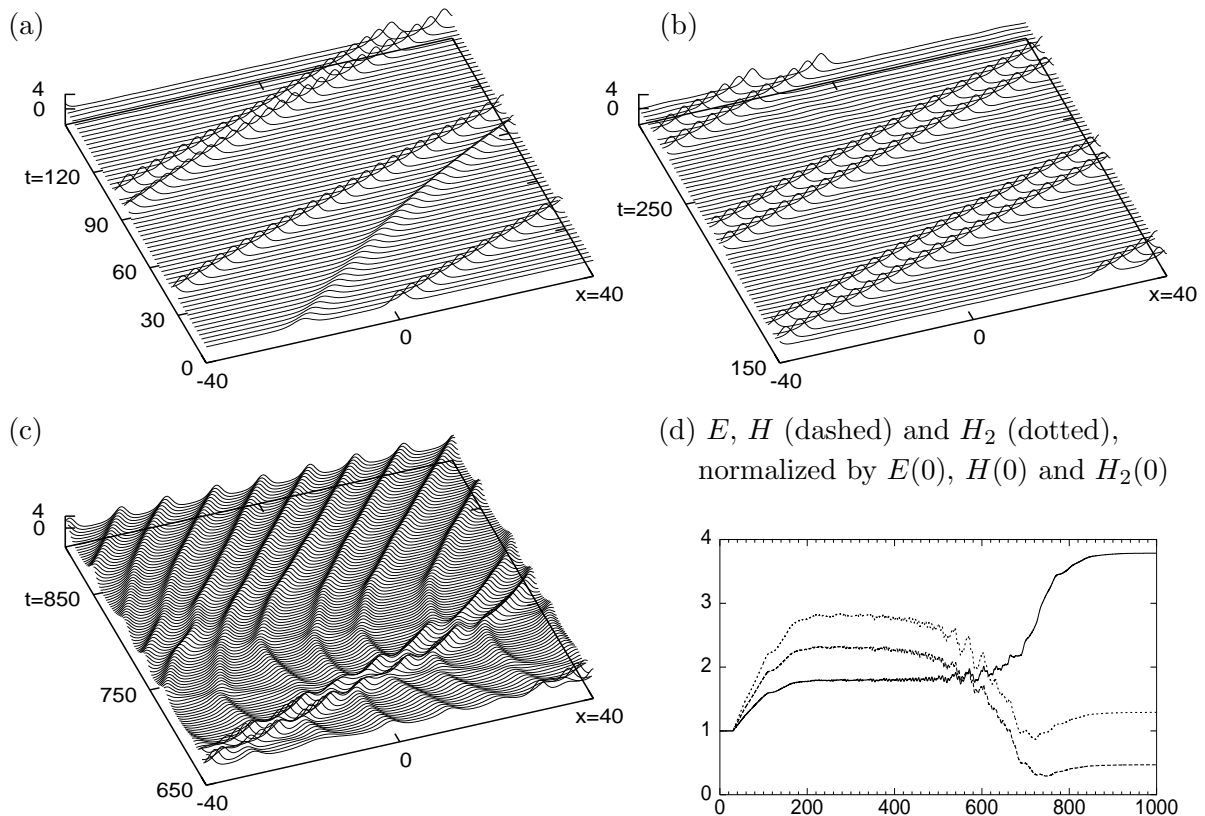 (a)
4
0
t=120
90
60
30
0
-40
0
x=40
(b)
4
0
t=250
150
-40
0
x=40
(c)
4
0
t=850
750
650
-40
0
x=40
(d) E, H (dashed) and H₂ (dotted),
normalized by E(0), H(0) and H₂(0)
4
3
2
1
0
0 200 400 600 800 1000